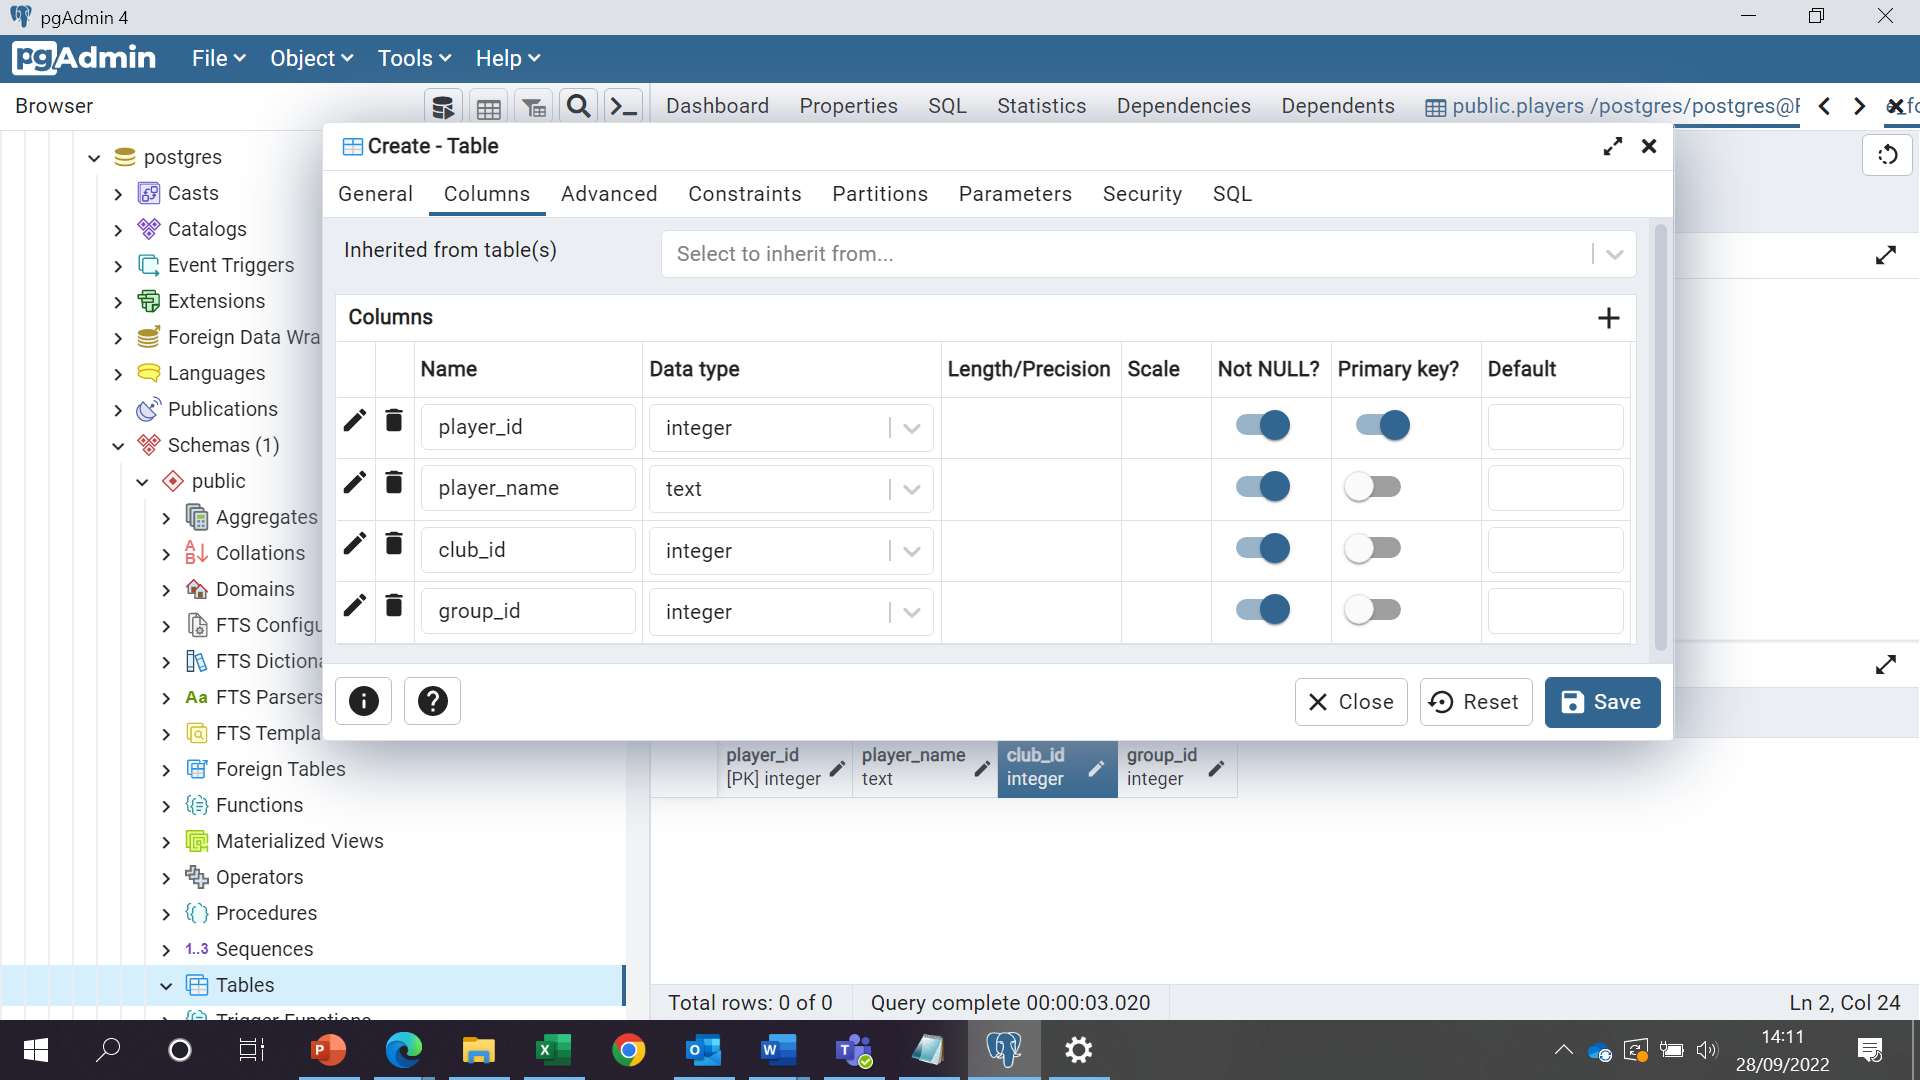 pgAdmin 4
pgAdmin File Object Tools Help
Browser Dashboard Properties SQL Statistics Dependencies Dependents public.players /postgres/postgres@
Create - Table
General Columns Advanced Constraints Partitions Parameters Security SQL
Inherited from table(s) Select to inherit from...
Columns
Name Data type Length/Precision Scale Not NULL? Primary key? Default
player_id integer
player_name text
club_id integer
group_id integer
Close Reset Save
postgres
Casts
Catalogs
Event Triggers
Extensions
Foreign Data Wra
Languages
Publications
Schemas (1)
public
Aggregates
Collations
Domains
FTS Configu
FTS Dictiona
Aa FTS Parsers
FTS Templa
Foreign Tables
Functions
Materialized Views
Operators
Procedures
1..3 Sequences
Tables
Trigger Functions
player_id player_name club_id group_id
[PK] integer text integer integer
Total rows: 0 of 0 Query complete 00:00:03.020 Ln 2, Col 24
14:11
28/09/2022